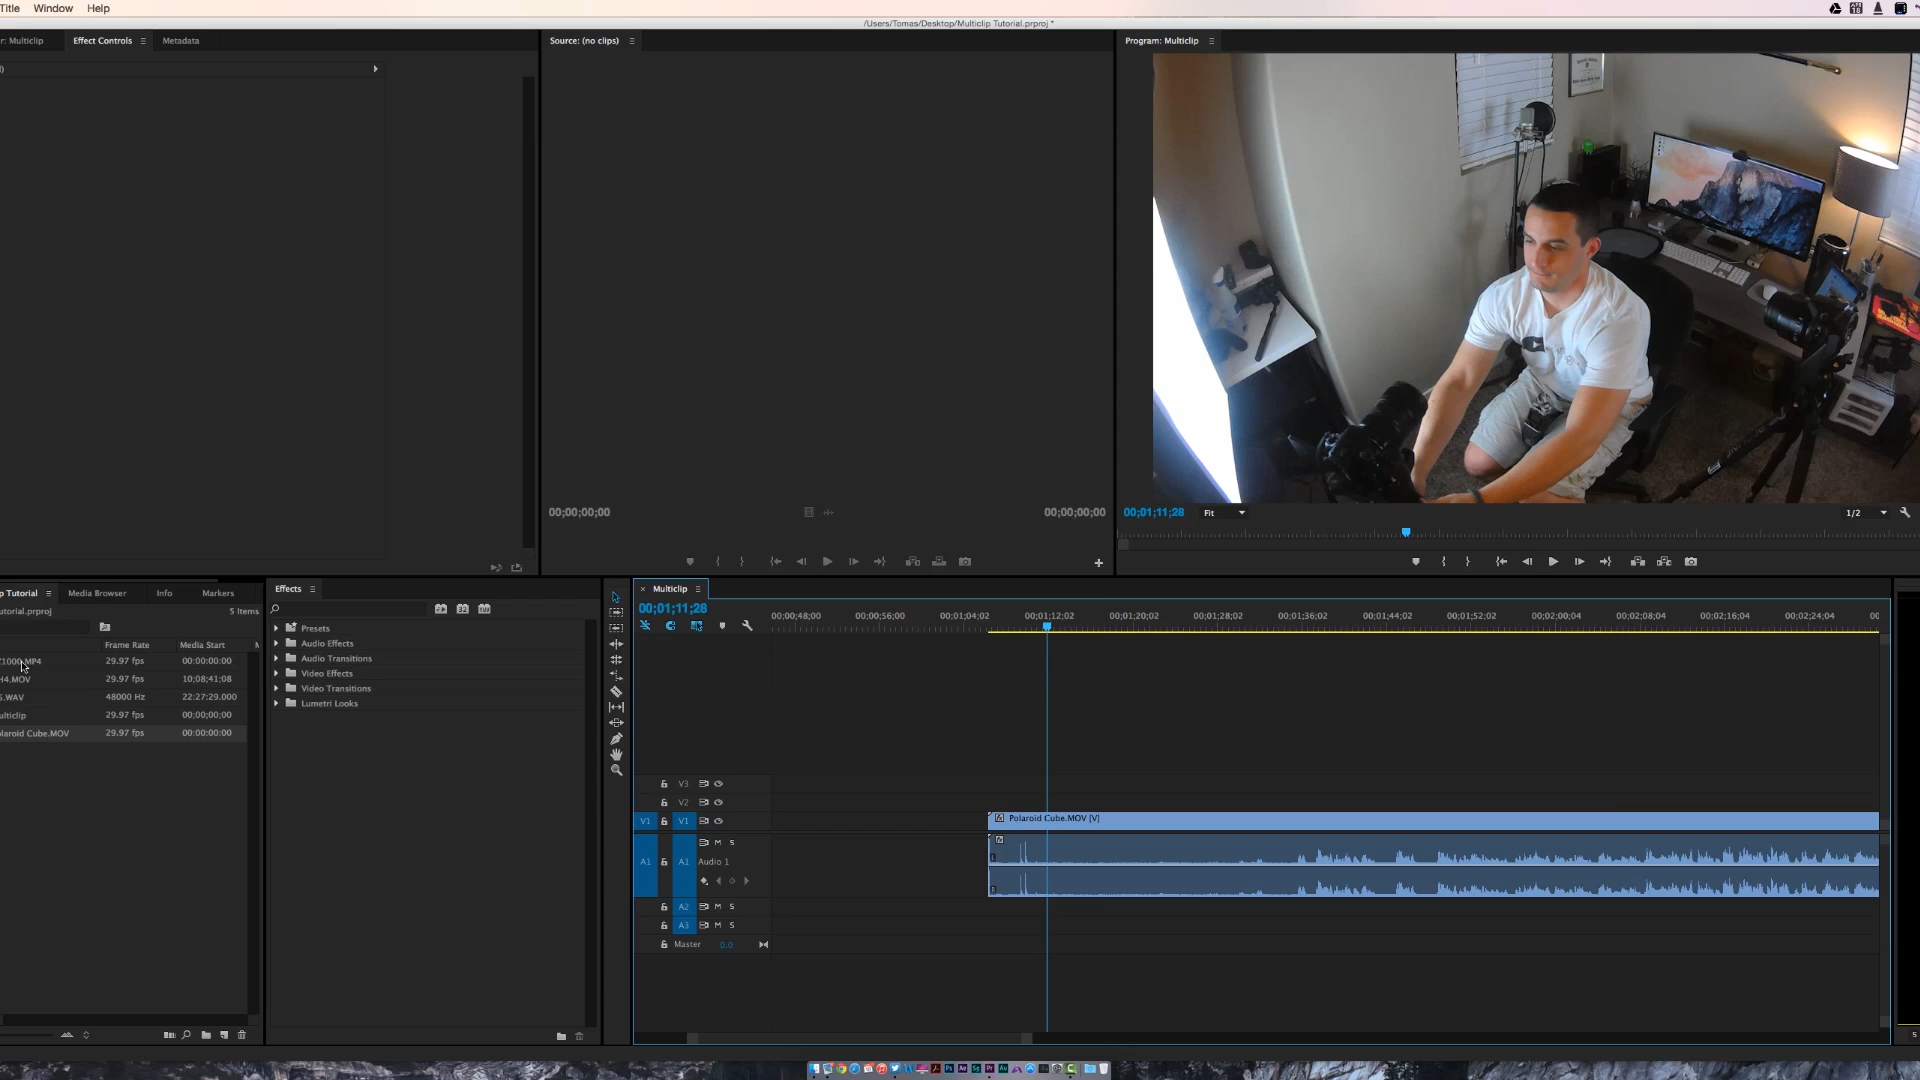 Title Window Help
/Users/Tomas/Desktop/Multiclip Tutorial.prproj *
r: Multiclip Effect Controls Metadata
Source: (no clips)
Program: Multiclip
00;00;00;00 00;00;00;00
00;01;11;28 Fit 1/2
p Tutorial Media Browser Info Markers
utorial.prproj 5 Items
Frame Rate Media Start
Z1000.MP4 29.97 fps 00:00:00:00
H4.MOV 29.97 fps 10;08;41;08
.WAV 48000 Hz 22:27:29.000
ulticlip 29.97 fps 00;00;00;00
olaroid Cube.MOV 29.97 fps 00:00:00:00
Effects
Presets
Audio Effects
Audio Transitions
Video Effects
Video Transitions
Lumetri Looks
Multiclip
00;01;11;28
00;00;48;00 00;00;56;00 00;01;04;02 00;01;12;02 00;01;20;02 00;01;28;02 00;01;36;02 00;01;44;02 00;01;52;02 00;02;00;04 00;02;08;04 00;02;16;04 00;02;24;04 00
V3
V2
V1 V1 Polaroid Cube.MOV [V]
M S
A1 A1 Audio 1
A2 M S
A3 M S
Master 0.0